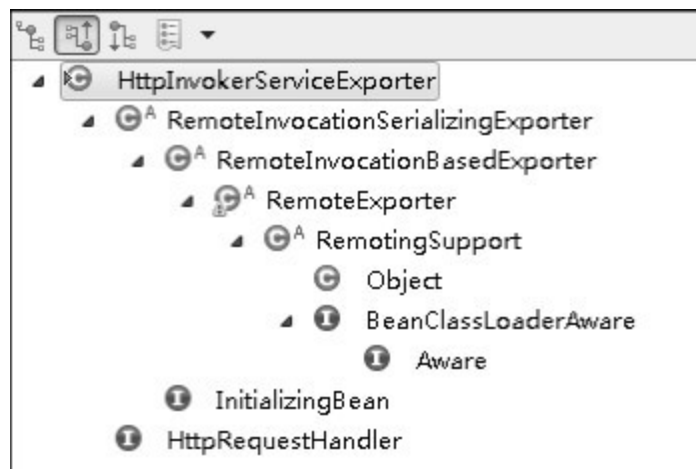 HttpInvokerServiceExporter
A RemoteInvocationSerializingExporter
A RemoteInvocationBasedExporter
A RemoteExporter
A RemotingSupport
Object
BeanClassLoaderAware
Aware
InitializingBean
HttpRequestHandler